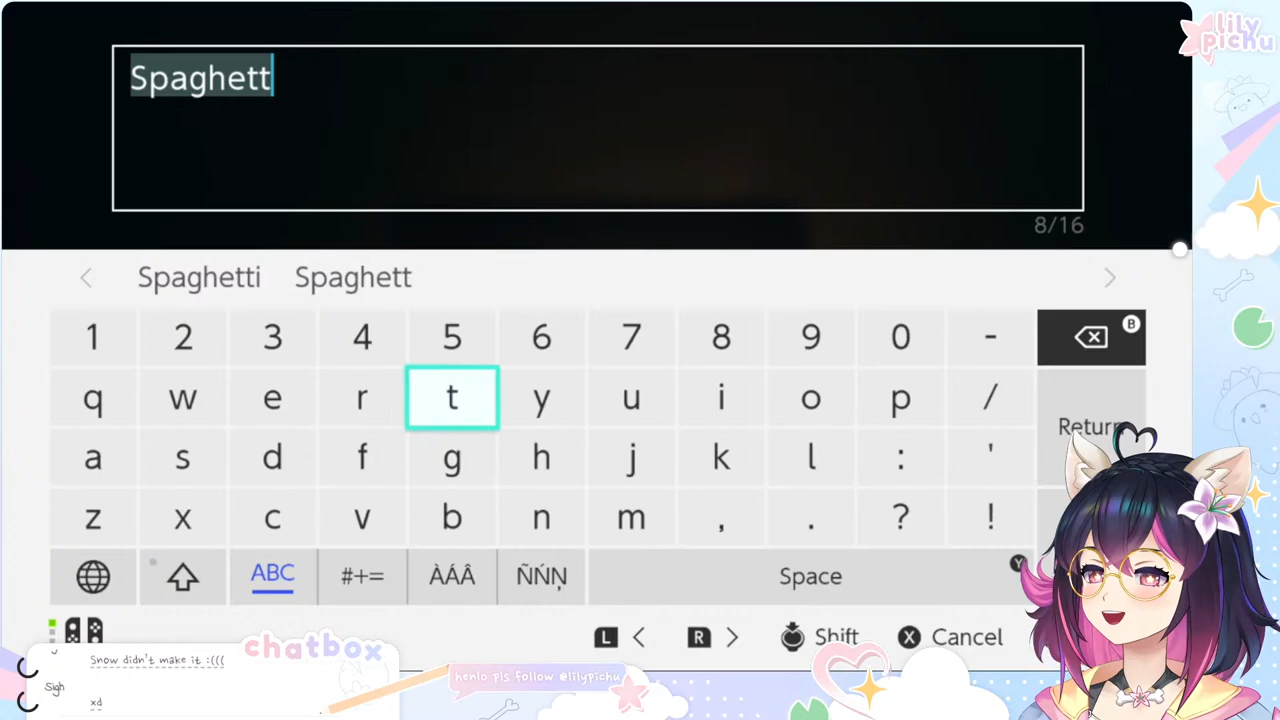 lily
pichu
Spaghett
8/16
Spaghetti Spaghett
1 2 3 4 5 6 7 8 9 0 -
B
q w e r t y u i o p /
Return
a s d f g h j k l : '
z x c v b n m , . ? !
ABC #+= ÀÁÂ ÑŃŅ Space
Y
L < R > Shift X Cancel
chatbox
Snow didn't make it :(((
Sigh
xd
henlo pls follow @lilypichu